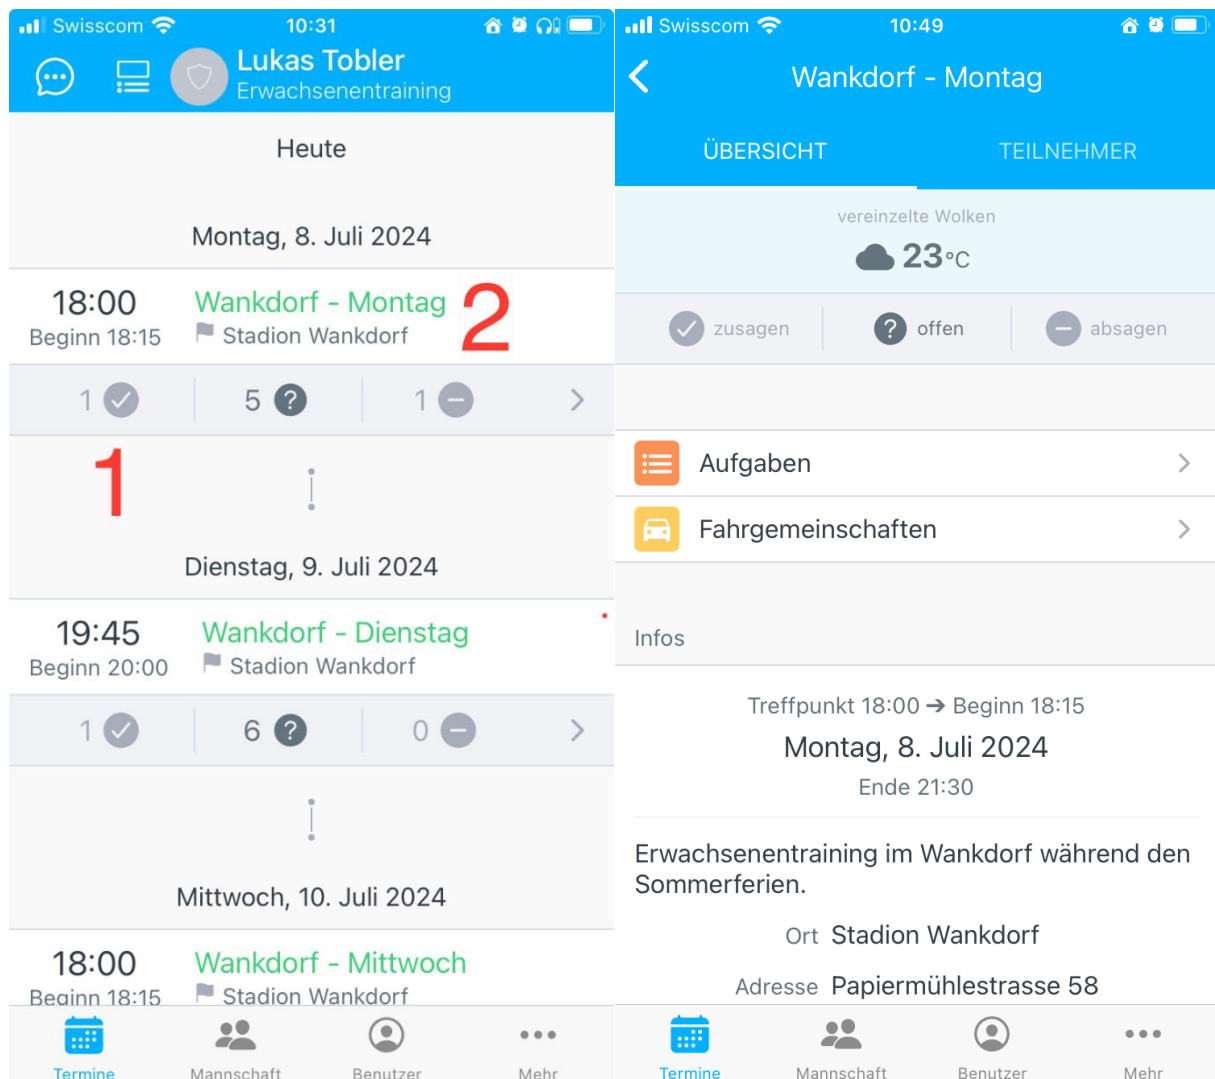 Swisscom 10:31
Lukas Tobler
Erwachsenentraining
Heute
Montag, 8. Juli 2024
18:00 Wankdorf - Montag 2
Beginn 18:15 Stadion Wankdorf
1 5 ? 1
1
Dienstag, 9. Juli 2024
19:45 Wankdorf - Dienstag
Beginn 20:00 Stadion Wankdorf
1 6 ? 0
Mittwoch, 10. Juli 2024
18:00 Wankdorf - Mittwoch
Beginn 18:15 Stadion Wankdorf
Termine Mannschaft Benutzer Mehr
Swisscom 10:49
Wankdorf - Montag
ÜBERSICHT TEILNEHMER
vereinzelte Wolken
23°C
zusagen ? offen absagen
Aufgaben
Fahrgemeinschaften
Infos
Treffpunkt 18:00 ➔ Beginn 18:15
Montag, 8. Juli 2024
Ende 21:30
Erwachsenentraining im Wankdorf während den
Sommerferien.
Ort Stadion Wankdorf
Adresse Papiermühlestrasse 58
Termine Mannschaft Benutzer Mehr